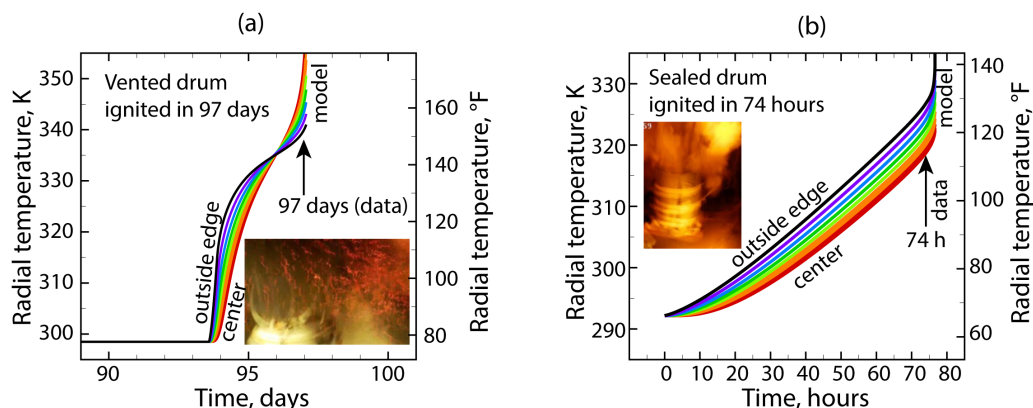 (a)
Vented drum
ignited in 97 days
model
97 days (data)
outside edge
center
Radial temperature, K
350
340
330
320
310
300
Radial temperature, °F
160
140
120
100
80
90
95
100
Time, days
(b)
Sealed drum
ignited in 74 hours
59
model
data
74 h
outside edge
center
Radial temperature, K
330
320
310
300
290
Radial temperature, °F
140
120
100
80
60
0
10
20
30
40
50
60
70
80
Time, hours